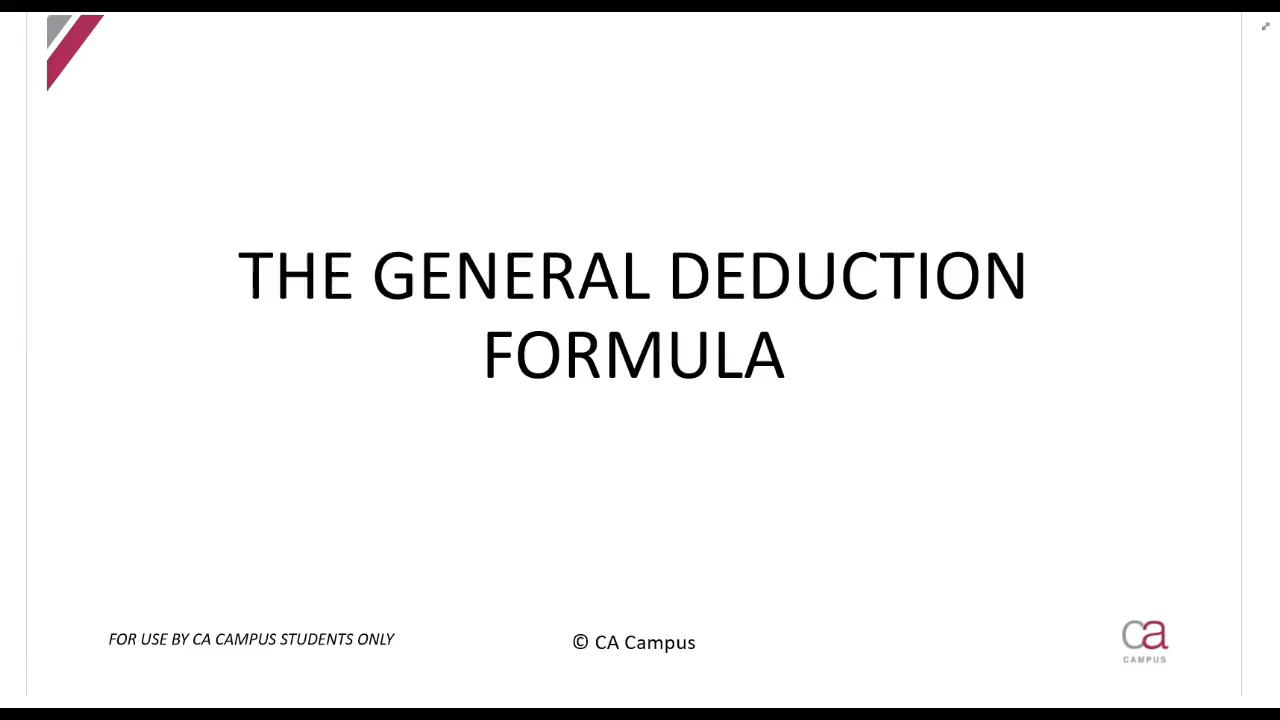 THE GENERAL DEDUCTION
FORMULA
FOR USE BY CA CAMPUS STUDENTS ONLY
© CA Campus
ca
CAMPUS